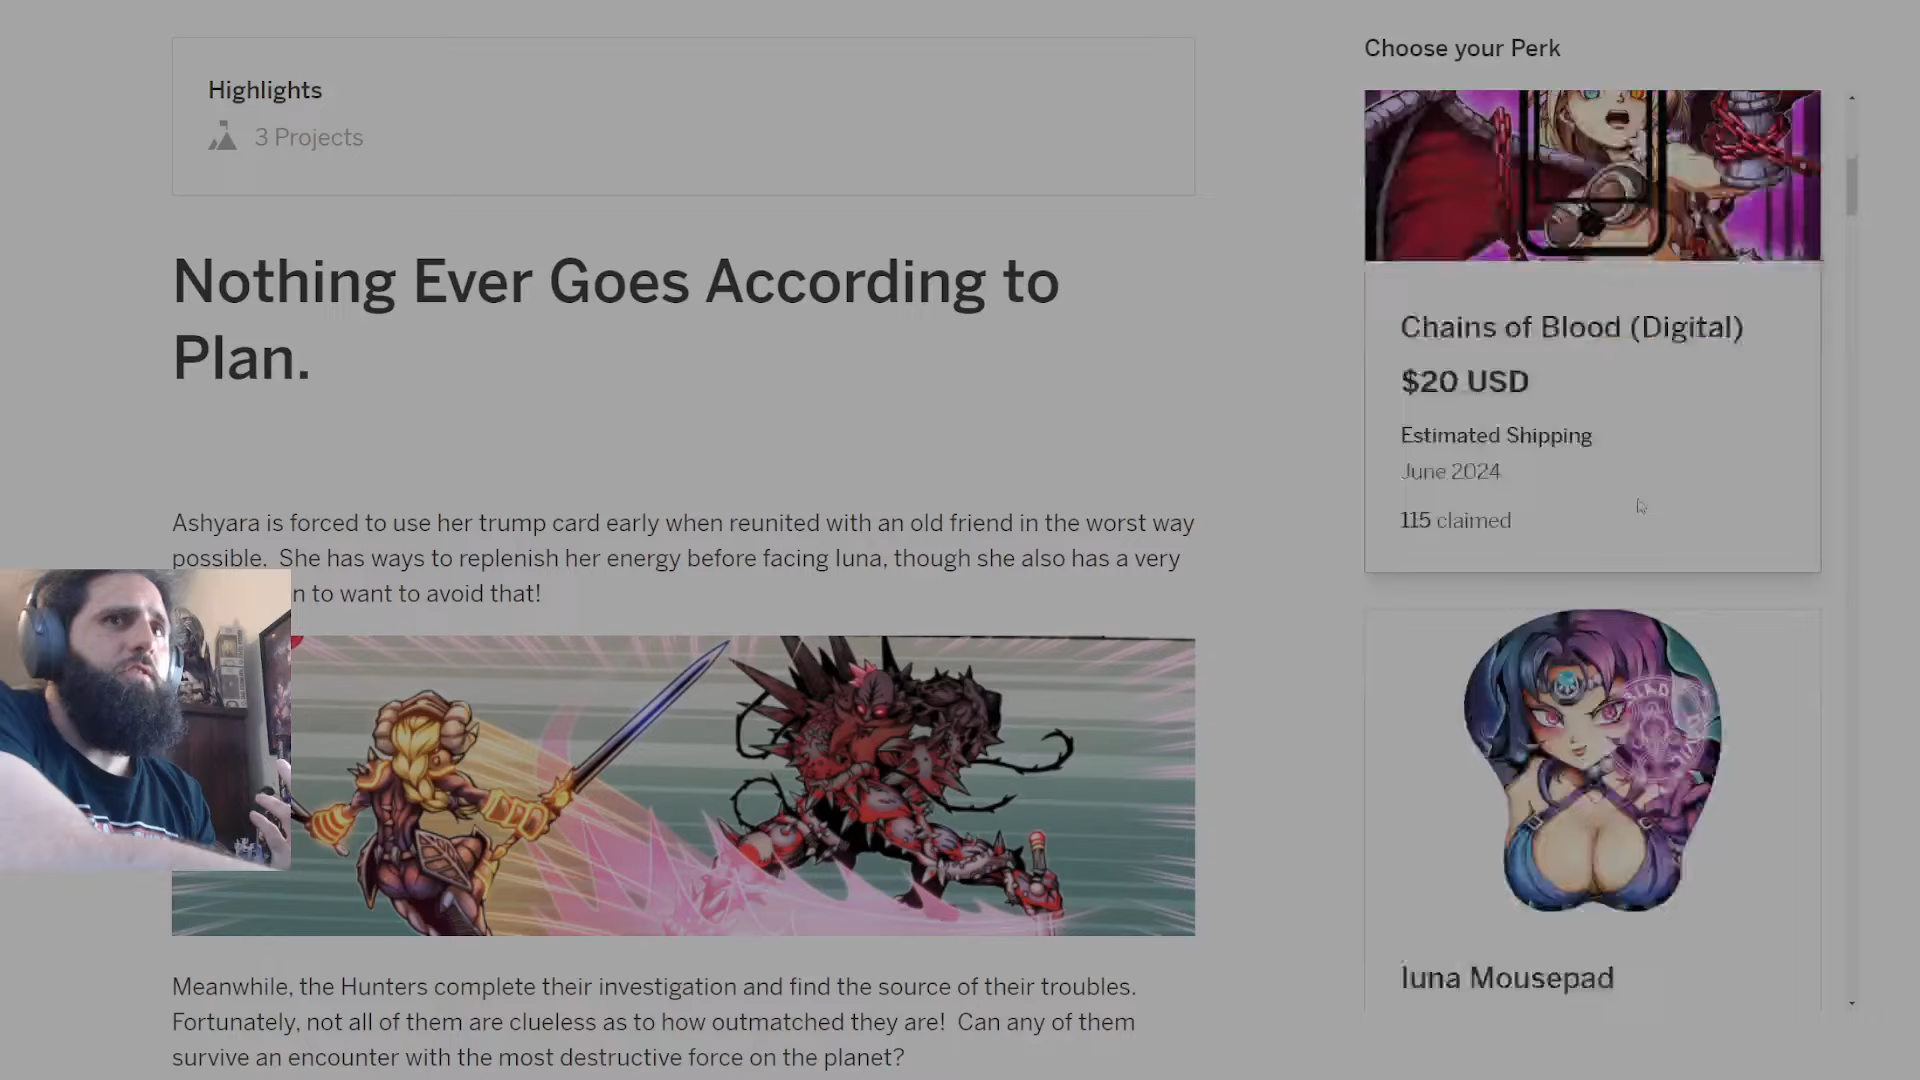 Highlights
3 Projects
Nothing Ever Goes According to
Plan.
Ashyara is forced to use her trump card early when reunited with an old friend in the worst way
possible.  She has ways to replenish her energy before facing Iuna, though she also has a very
n to want to avoid that!
Meanwhile, the Hunters complete their investigation and find the source of their troubles.
Fortunately, not all of them are clueless as to how outmatched they are!  Can any of them
survive an encounter with the most destructive force on the planet?
Choose your Perk
Chains of Blood (Digital)
$20 USD
Estimated Shipping
June 2024
115 claimed
Iuna Mousepad